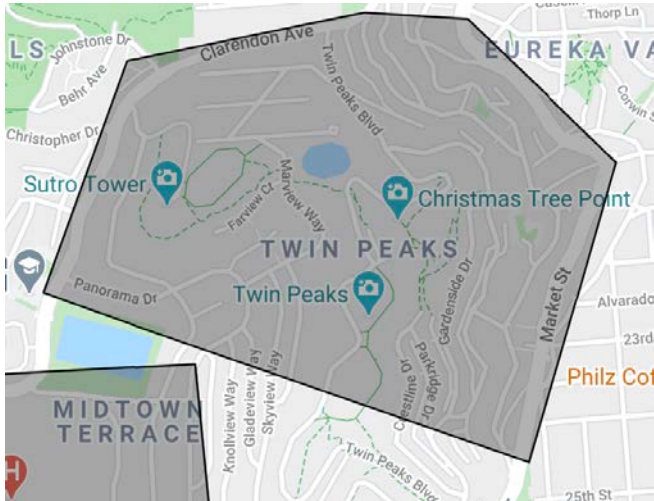 Thorp Ln
Clarendon Ave
LS
Johnstone Dr
EUREKA VA
Twin Peaks Blvd
Behr Ave
Corwin S
Christopher Dr
Sutro Tower
Marview Way
Christmas Tree Point
Farview Ct
TWIN PEAKS
Panorama Dr
Twin Peaks
Gardenside Dr
Market St
Alvarado
23rd
Parkridge Dr
Crestline Dr
Philz Cof
Knollview Way
Gladeview Way
Skyview Way
MIDTOWN
TERRACE
H
Twin Peaks Blvd
25th St